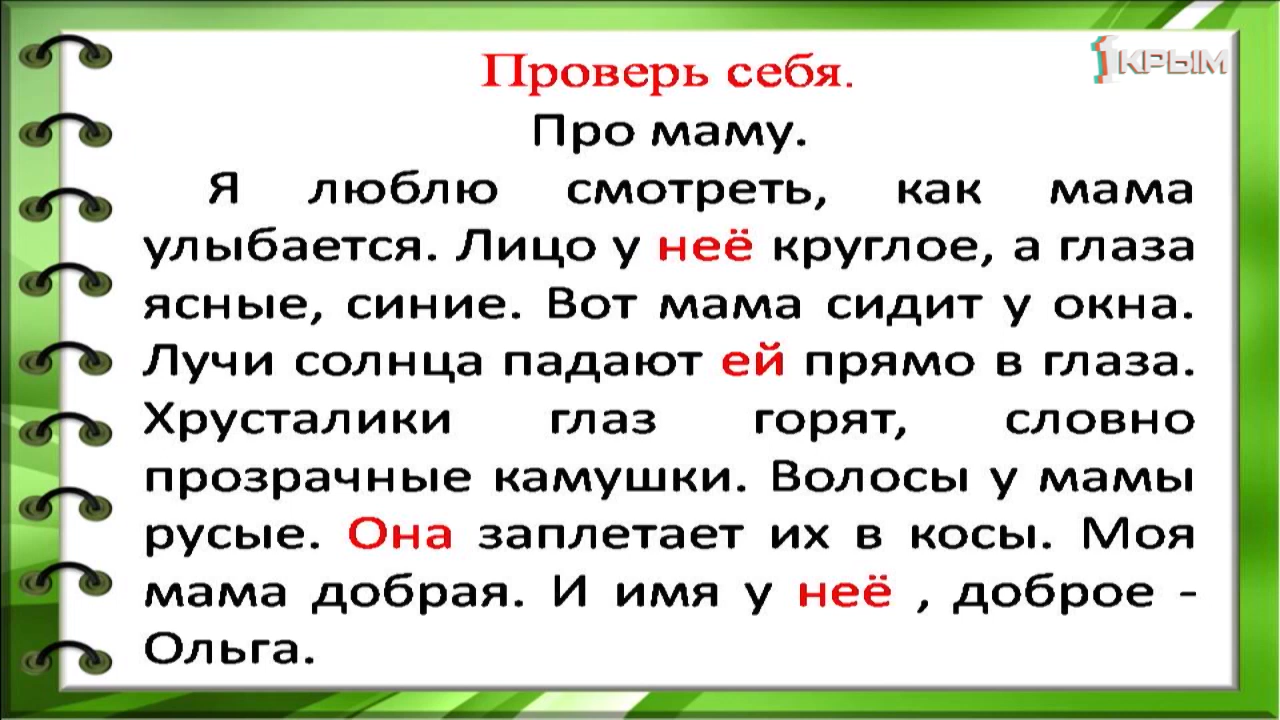 Проверь себя.
1КРЫМ
Про маму.
Я люблю смотреть, как мама
улыбается. Лицо у неё круглое, а глаза
ясные, синие. Вот мама сидит у окна.
Лучи солнца падают ей прямо в глаза.
Хрусталики глаз горят, словно
прозрачные камушки. Волосы у мамы
русые. Она заплетает их в косы. Моя
мама добрая. И имя у неё , доброе -
Ольга.